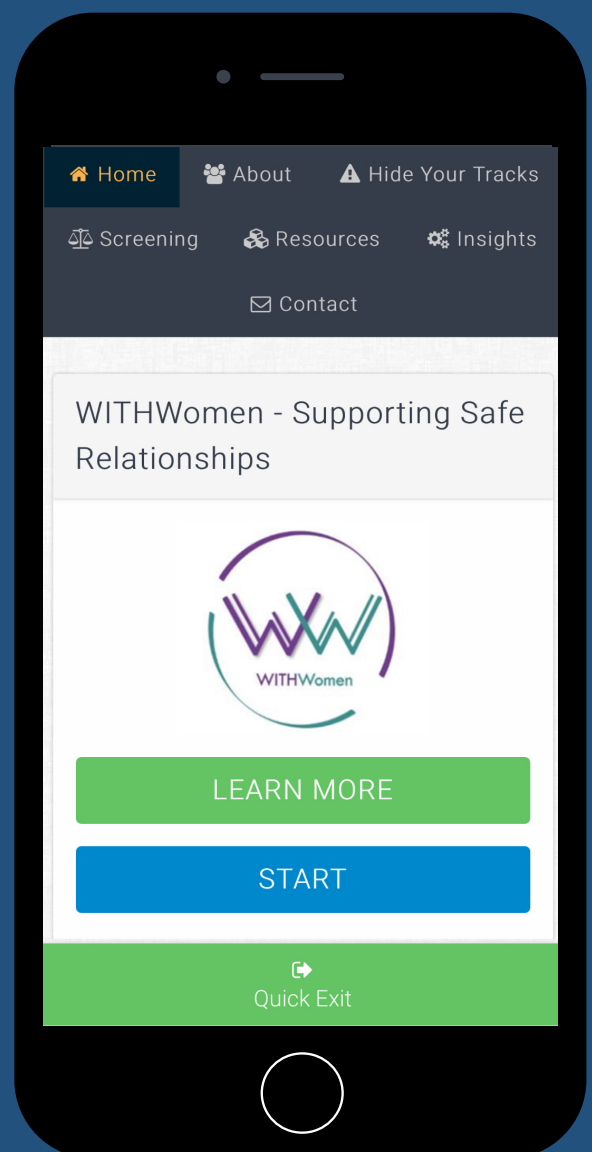 Home About Hide Your Tracks
Screening Resources Insights
Contact
WITHWomen - Supporting Safe
Relationships
WW
WITHWomen
LEARN MORE
START
Quick Exit